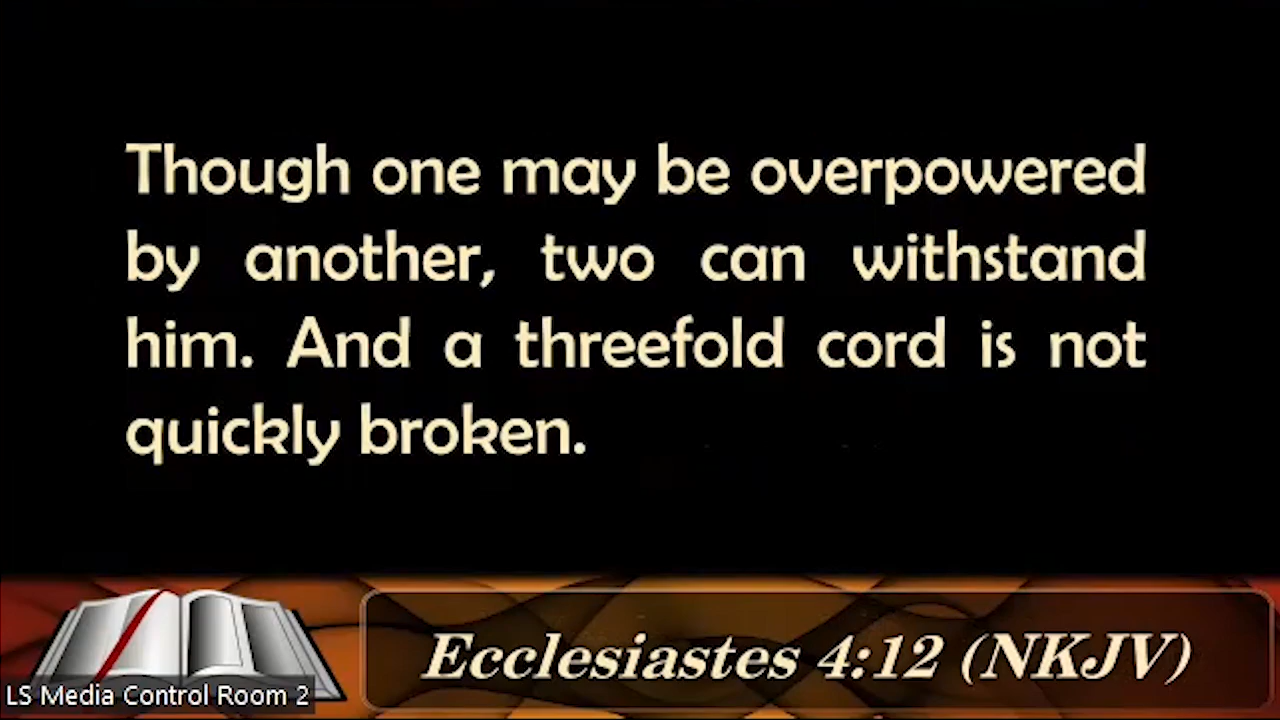 Though one may be overpowered
by another, two can withstand
him. And a threefold cord is not
quickly broken.
Ecclesiastes 4:12 (NKJV)
LS Media Control Room 2